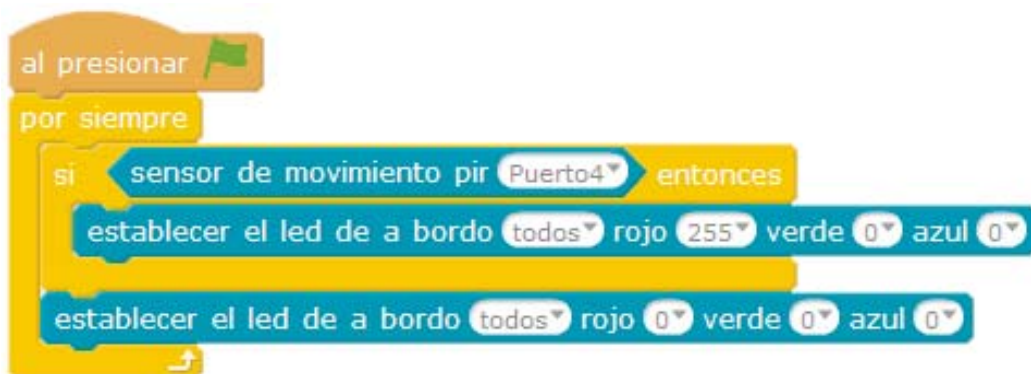 al presionar
por siempre
si sensor de movimiento pir Puerto4 entonces
establecer el led de a bordo todos rojo 255 verde 0 azul 0
establecer el led de a bordo todos rojo 0 verde 0 azul 0